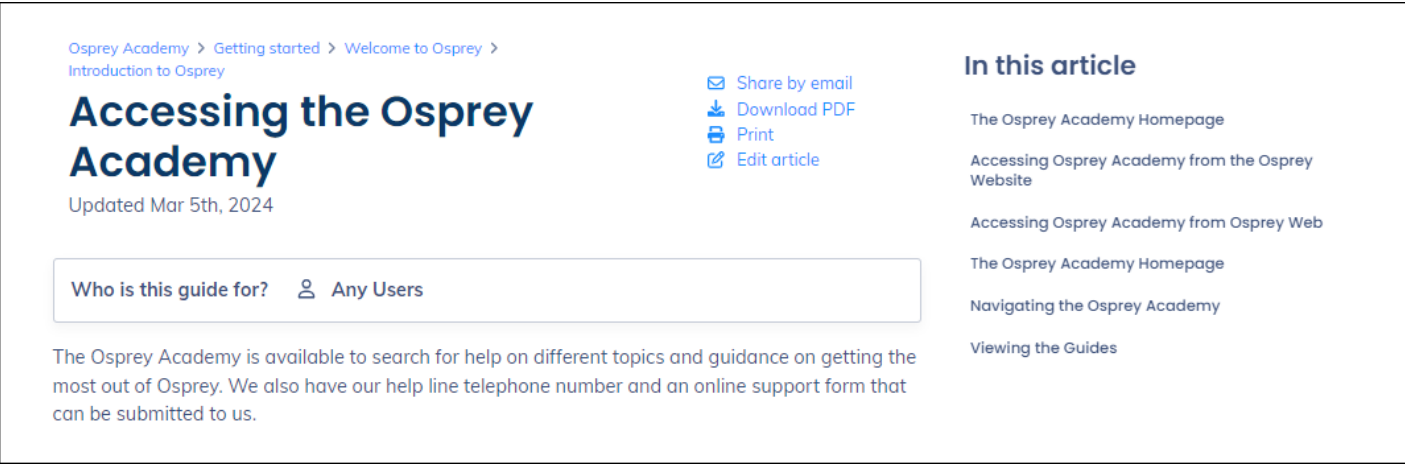 Osprey Academy > Getting started > Welcome to Osprey >
Introduction to Osprey
Accessing the Osprey
Academy
Updated Mar 5th, 2024
Share by email
Download PDF
Print
Edit article
Who is this guide for? Any Users
The Osprey Academy is available to search for help on different topics and guidance on getting the
most out of Osprey. We also have our help line telephone number and an online support form that
can be submitted to us.
In this article
The Osprey Academy Homepage
Accessing Osprey Academy from the Osprey
Website
Accessing Osprey Academy from Osprey Web
The Osprey Academy Homepage
Navigating the Osprey Academy
Viewing the Guides